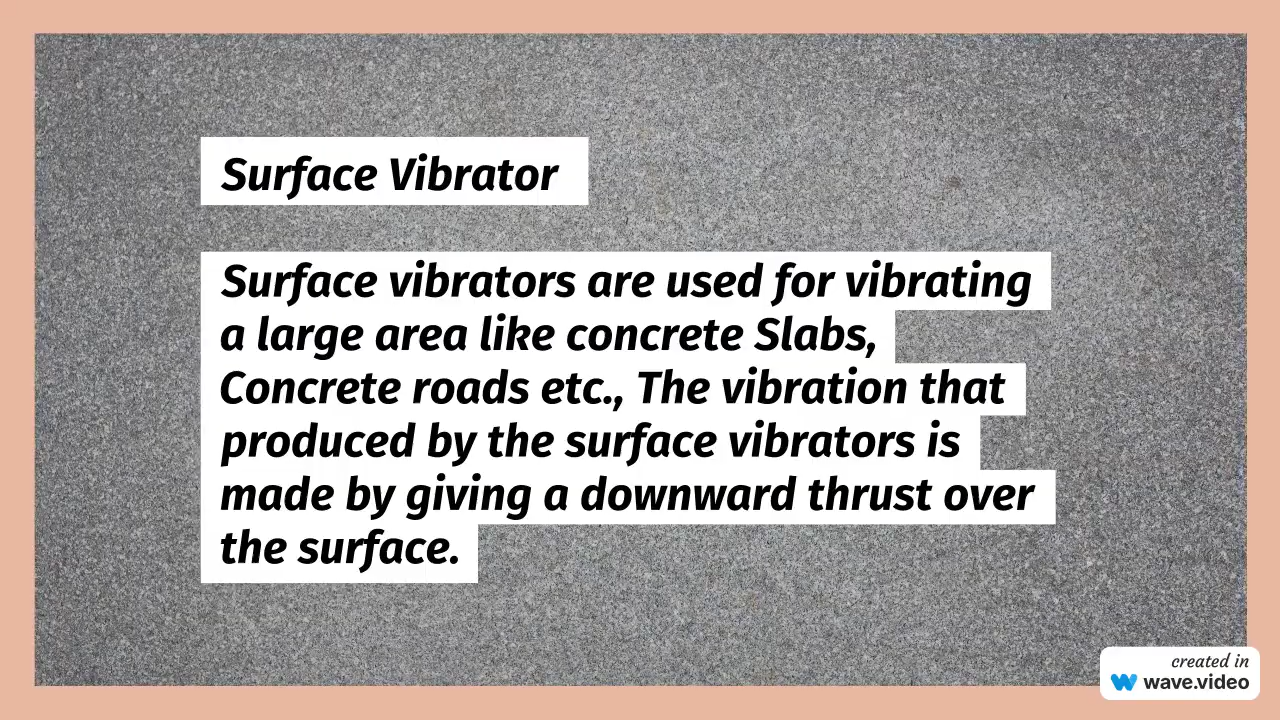 Surface Vibrator
Surface vibrators are used for vibrating
a large area like concrete Slabs,
Concrete roads etc., The vibration that
produced by the surface vibrators is
made by giving a downward thrust over
the surface.
created in
wave.video